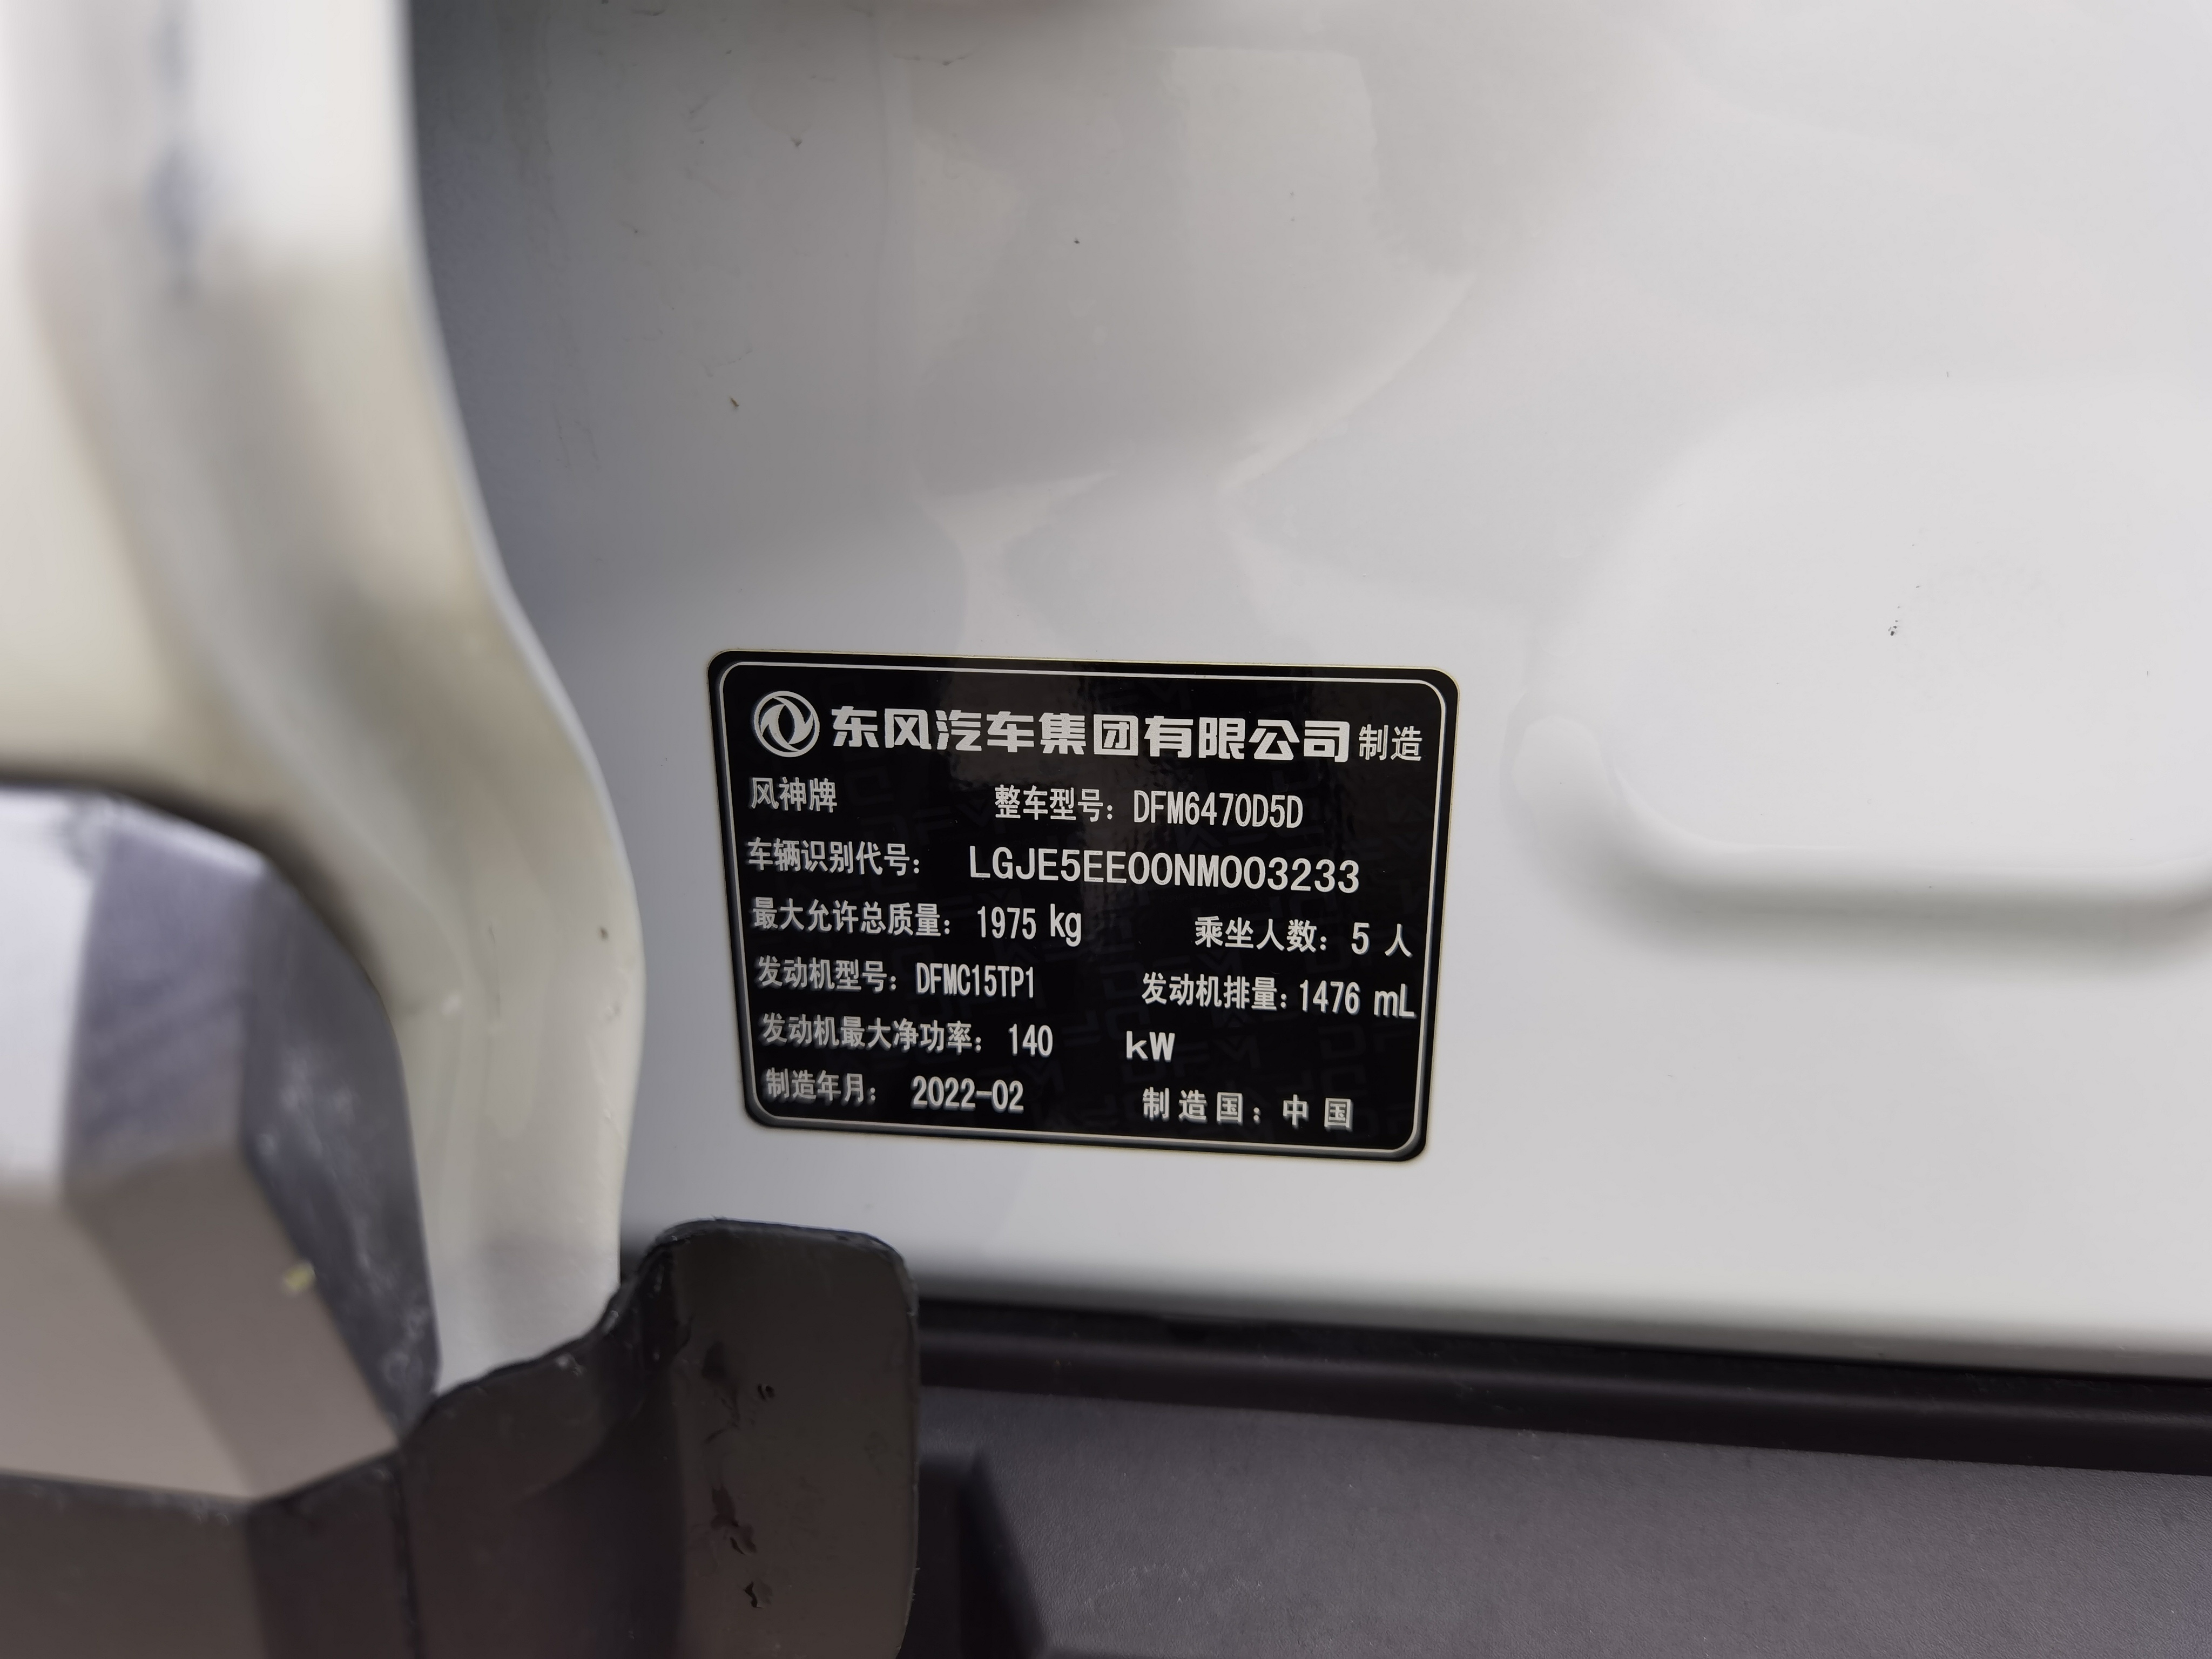 东风汽车集团有限公司制造
风神牌 整车型号：DFM6470D5D
车辆识别代号： LGJE5EE00NM003233
最大允许总质量： 1975 kg 乘坐人数： 5 人
发动机型号：DFMC15TP1 发动机排量：1476 mL
发动机最大净功率： 140 kW
制造年月： 2022-02 制造国：中国